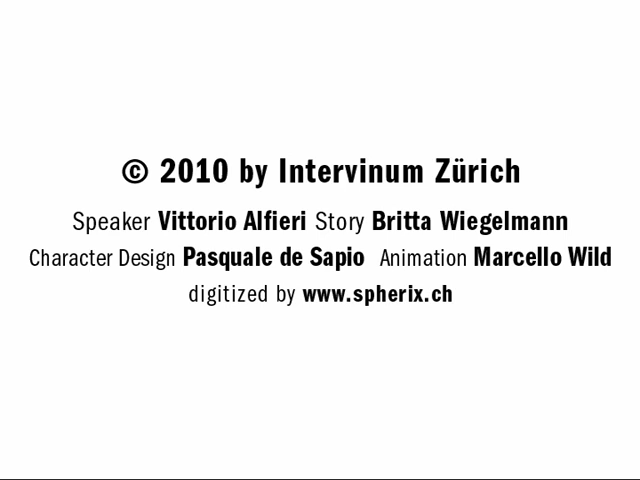 © 2010 by Intervinum Zürich
Speaker Vittorio Alfieri Story Britta Wiegelmann
Character Design Pasquale de Sapio Animation Marcello Wild
digitized by www.spherix.ch